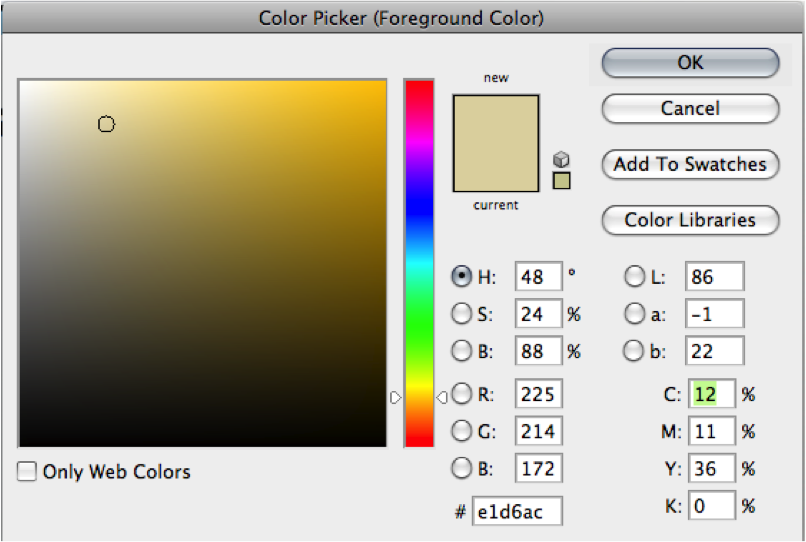 Color Picker (Foreground Color)
new
current
OK
Cancel
Add To Swatches
Color Libraries
H: 48 ° L: 86
S: 24 % a: -1
B: 88 % b: 22
R: 225 C: 12 %
G: 214 M: 11 %
B: 172 Y: 36 %
# e1d6ac K: 0 %
Only Web Colors